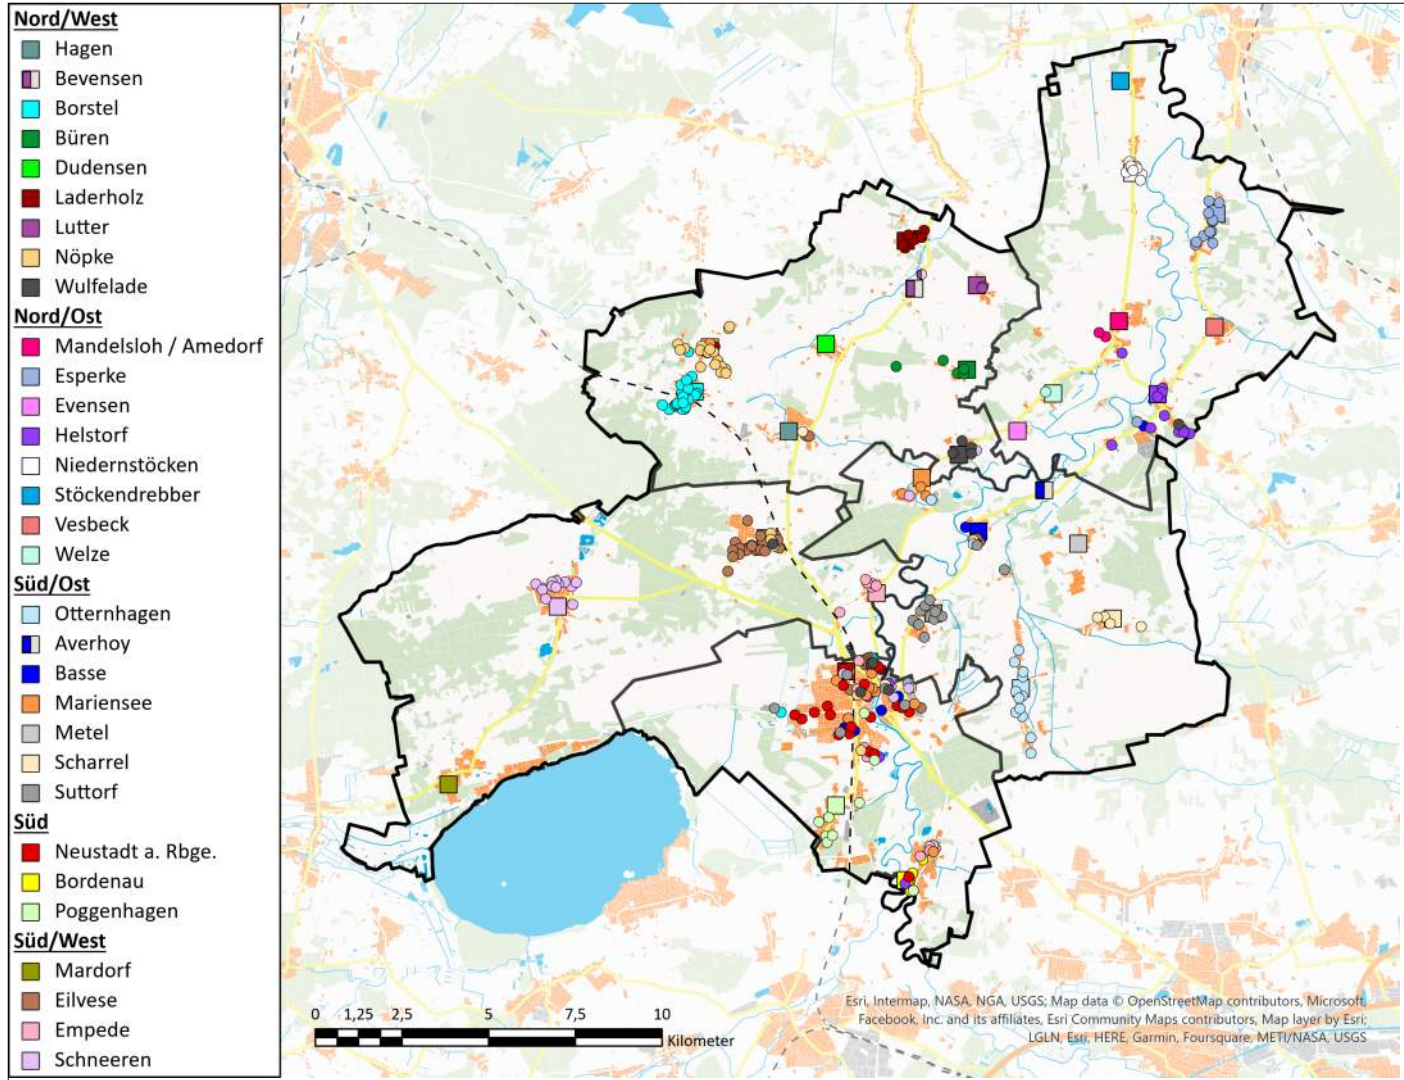 Nord/West
Hagen
Bevensen
Borstel
Büren
Dudensen
Laderholz
Lutter
Nöpke
Wulfelade
Nord/Ost
Mandelsloh / Amedorf
Esperke
Evensen
Helstorf
Niedernstöcken
Stöckendrebber
Vesbeck
Welze
Süd/Ost
Otternhagen
Averhoy
Basse
Mariensee
Metel
Scharrel
Suttorf
Süd
Neustadt a. Rbge.
Bordenau
Poggenhagen
Süd/West
Mardorf
Eilvese
Empede
Schneeren
0 1,25 2,5 5 7,5 10
Kilometer
Esri, Intermap, NASA, NGA, USGS; Map data © OpenStreetMap contributors, Microsoft,
Facebook, Inc. and its affiliates, Esri Community Maps contributors, Map layer by Esri;
LGLN, Esri, HERE, Garmin, Foursquare, METI/NASA, USGS